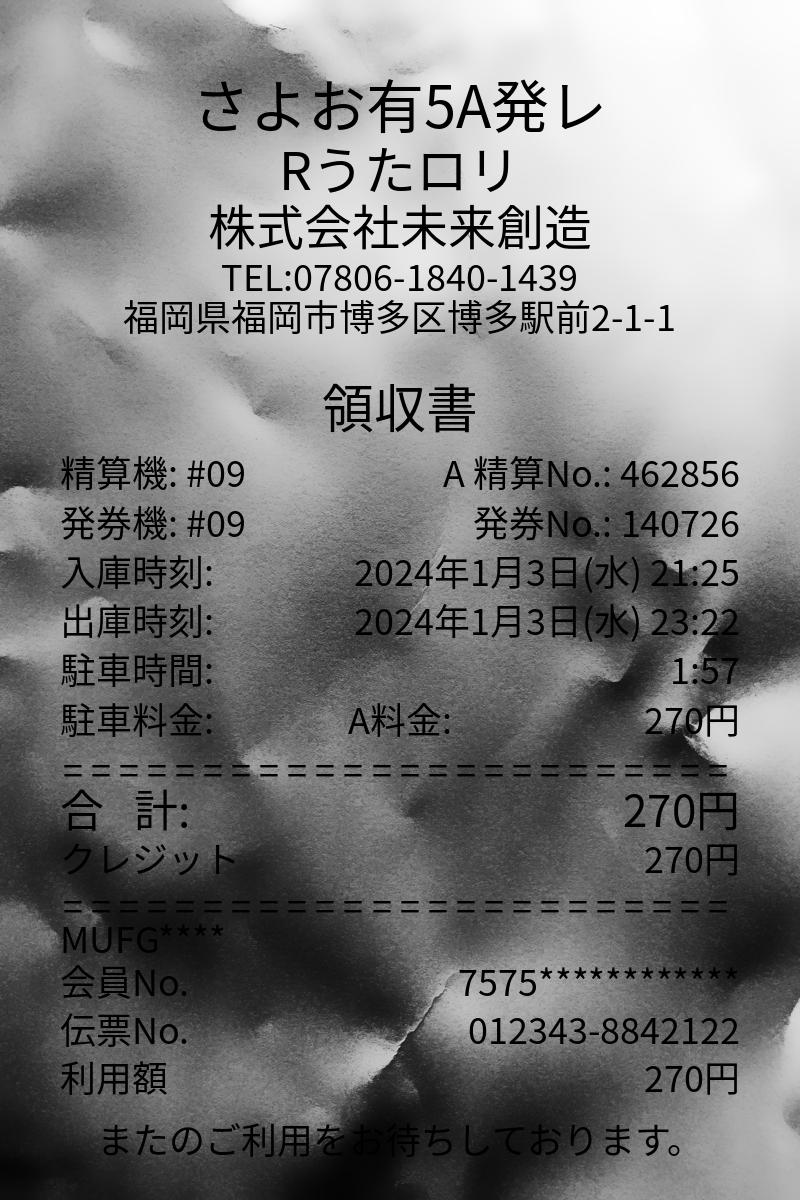 さよお有5A発レ
Rうたロリ
株式会社未来創造
TEL:07806-1840-1439
福岡県福岡市博多区博多駅前2-1-1
領収書
精算機: #09 A 精算No.: 462856
発券機: #09 発券No.: 140726
入庫時刻: 2024年1月3日(水) 21:25
出庫時刻: 2024年1月3日(水) 23:22
駐車時間: 1:57
駐車料金: A料金: 270円
========================
合 計: 270円
クレジット 270円
========================
MUFG****
会員No. 7575************
伝票No. 012343-8842122
利用額 270円
またのご利用をお待ちしております。